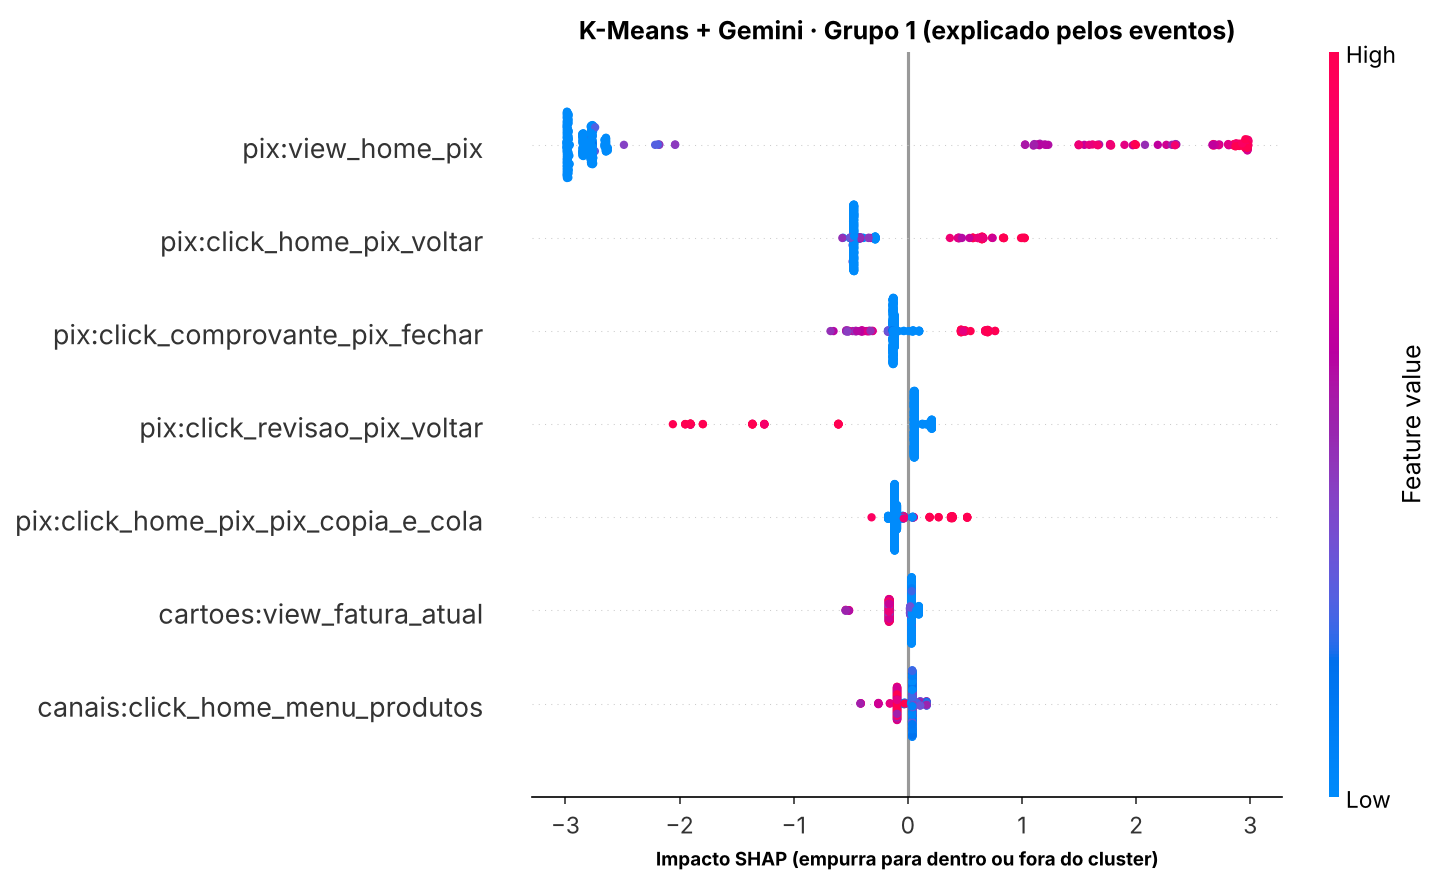 K-Means + Gemini · Grupo 1 (explicado pelos eventos)
High
pix:view_home_pix
pix:click_home_pix_voltar
pix:click_comprovante_pix_fechar
pix:click_revisao_pix_voltar
pix:click_home_pix_pix_copia_e_cola
cartoes:view_fatura_atual
canais:click_home_menu_produtos
Feature value
Low
−3 −2 −1 0 1 2 3
Impacto SHAP (empurra para dentro ou fora do cluster)